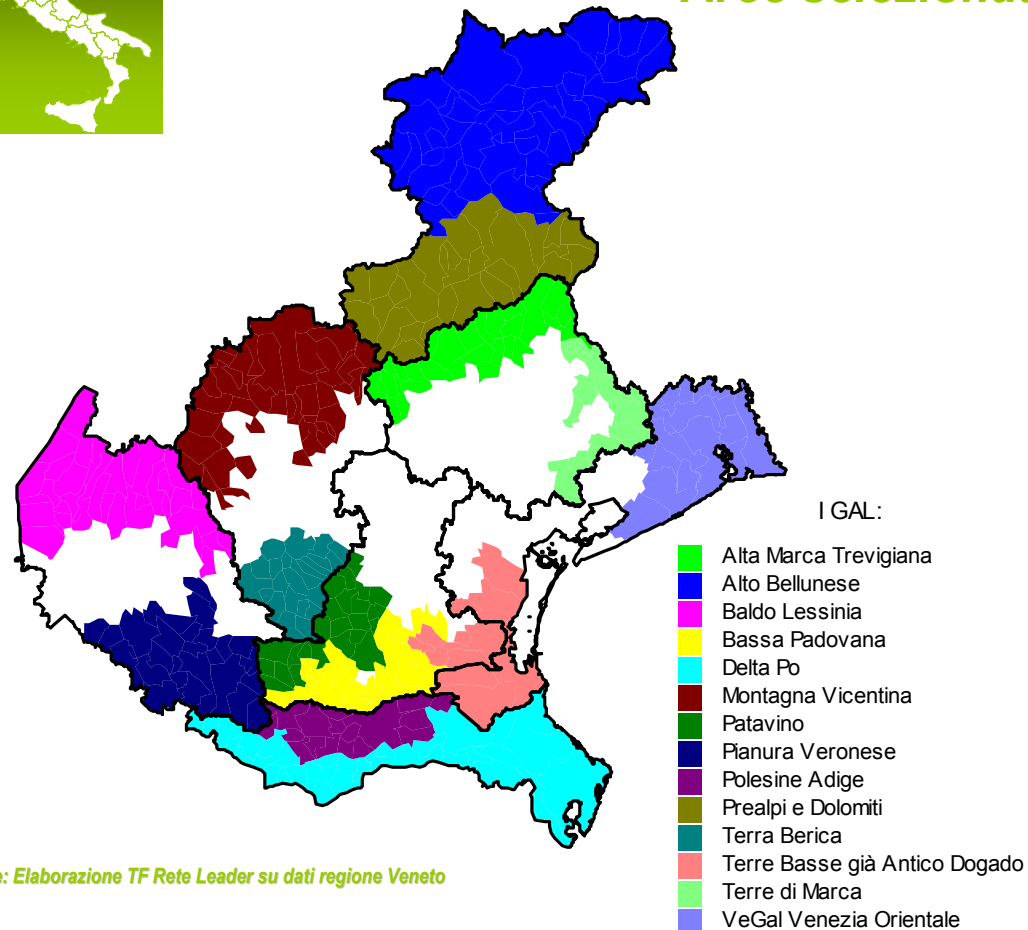 I GAL:
Alta Marca Trevigiana
Alto Bellunese
Baldo Lessinia
Bassa Padovana
Delta Po
Montagna Vicentina
Patavino
Pianura Veronese
Polesine Adige
Prealpi e Dolomiti
Terra Berica
Terre Basse già Antico Dogado
Terre di Marca
VeGal Venezia Orientale
: Elaborazione TF Rete Leader su dati regione Veneto